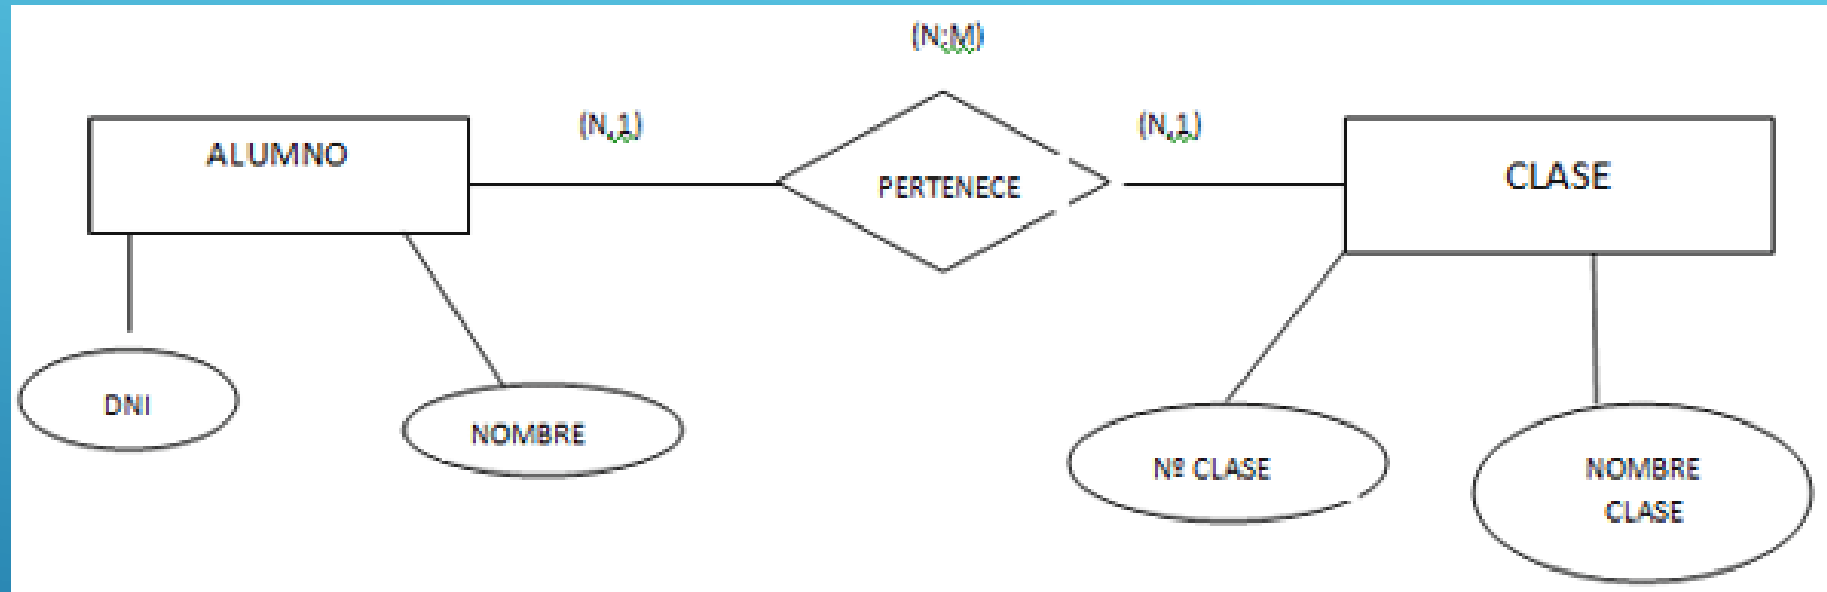 (N:M)
(N,1)
(N,1)
ALUMNO
PERTENECE
CLASE
DNI
NOMBRE
Nº CLASE
NOMBRE
CLASE